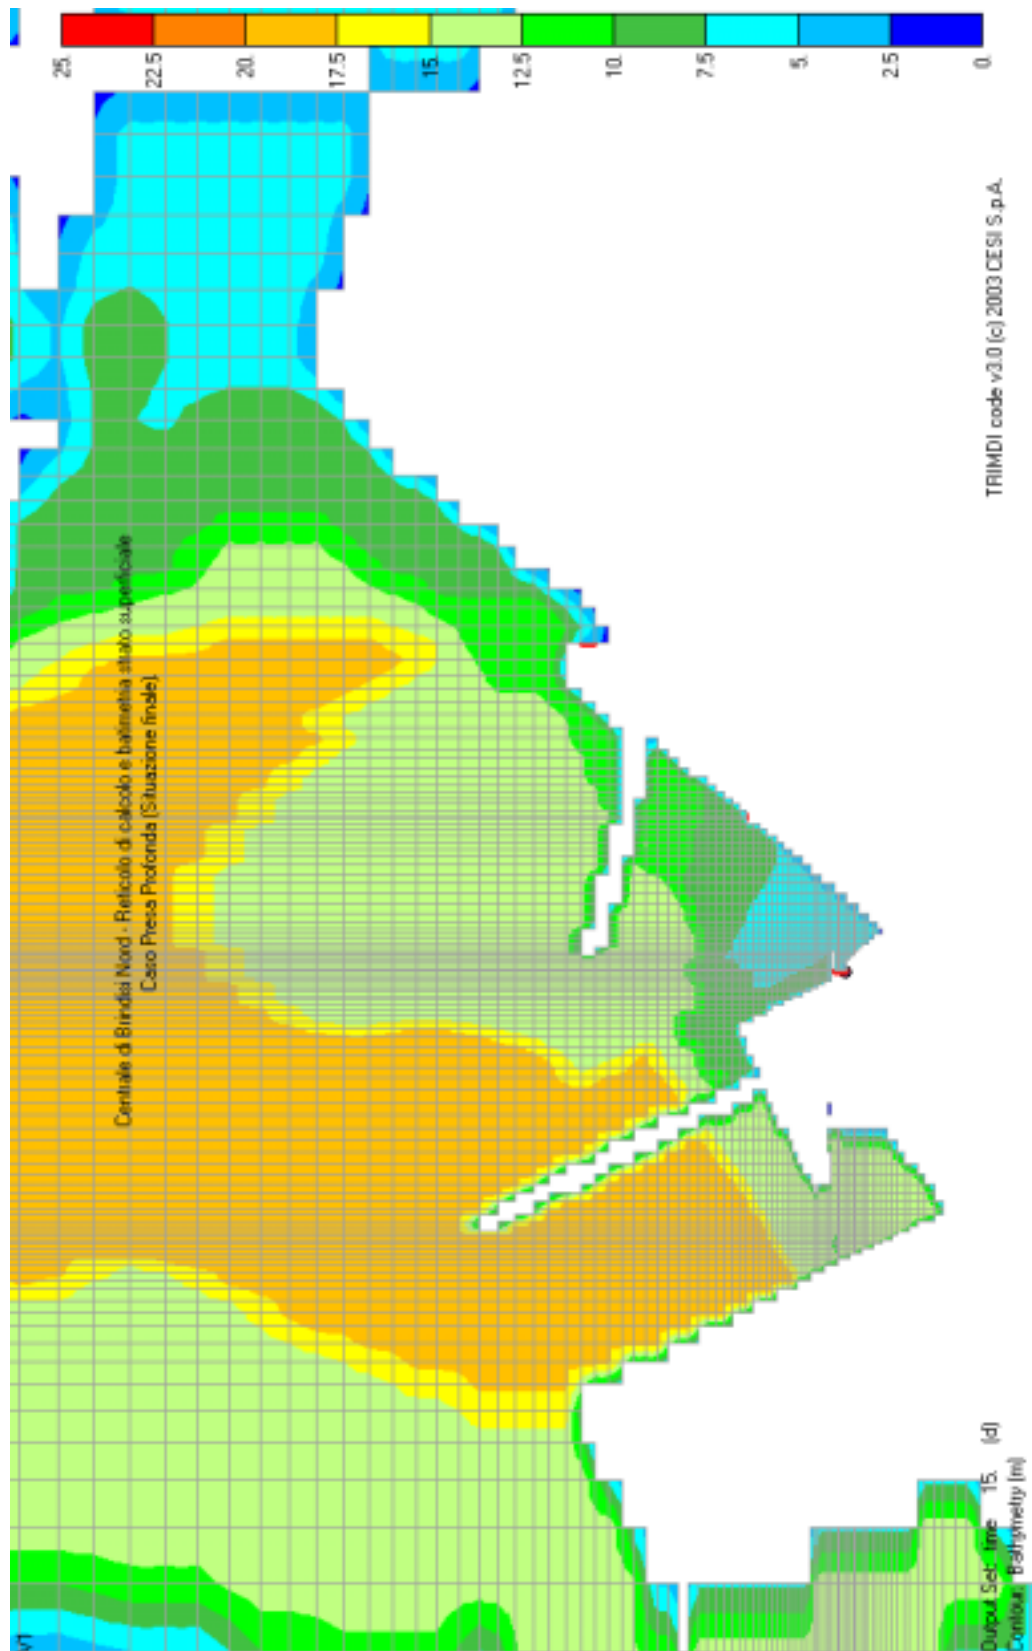 V1
Centrale di Brindisi Nord - Reticolo di calcolo e batimetria strato superficiale
Caso Presa Profonda (Situazione finale).
25.
22.5
20.
17.5
15.
12.5
10.
7.5
5.
2.5
0.
Output Set: time 15. (d)
Contour: Bathymetry (m)
TRIMDI code v3.0 (c) 2003 CESI S.p.A.